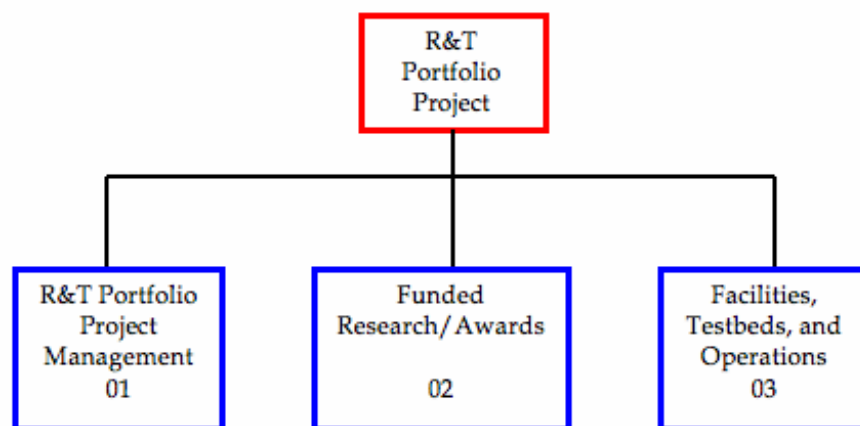 R&T
Portfolio
Project
R&T Portfolio
Project
Management
01
Funded
Research/Awards
02
Facilities,
Testbeds, and
Operations
03